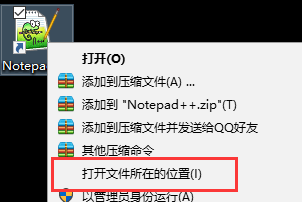 Notepad
打开(O)
添加到压缩文件(A) ...
添加到 "Notepad++.zip"(T)
添加到压缩文件并发送给QQ好友
其他压缩命令
打开文件所在的位置(I)
以管理员身份运行(A)